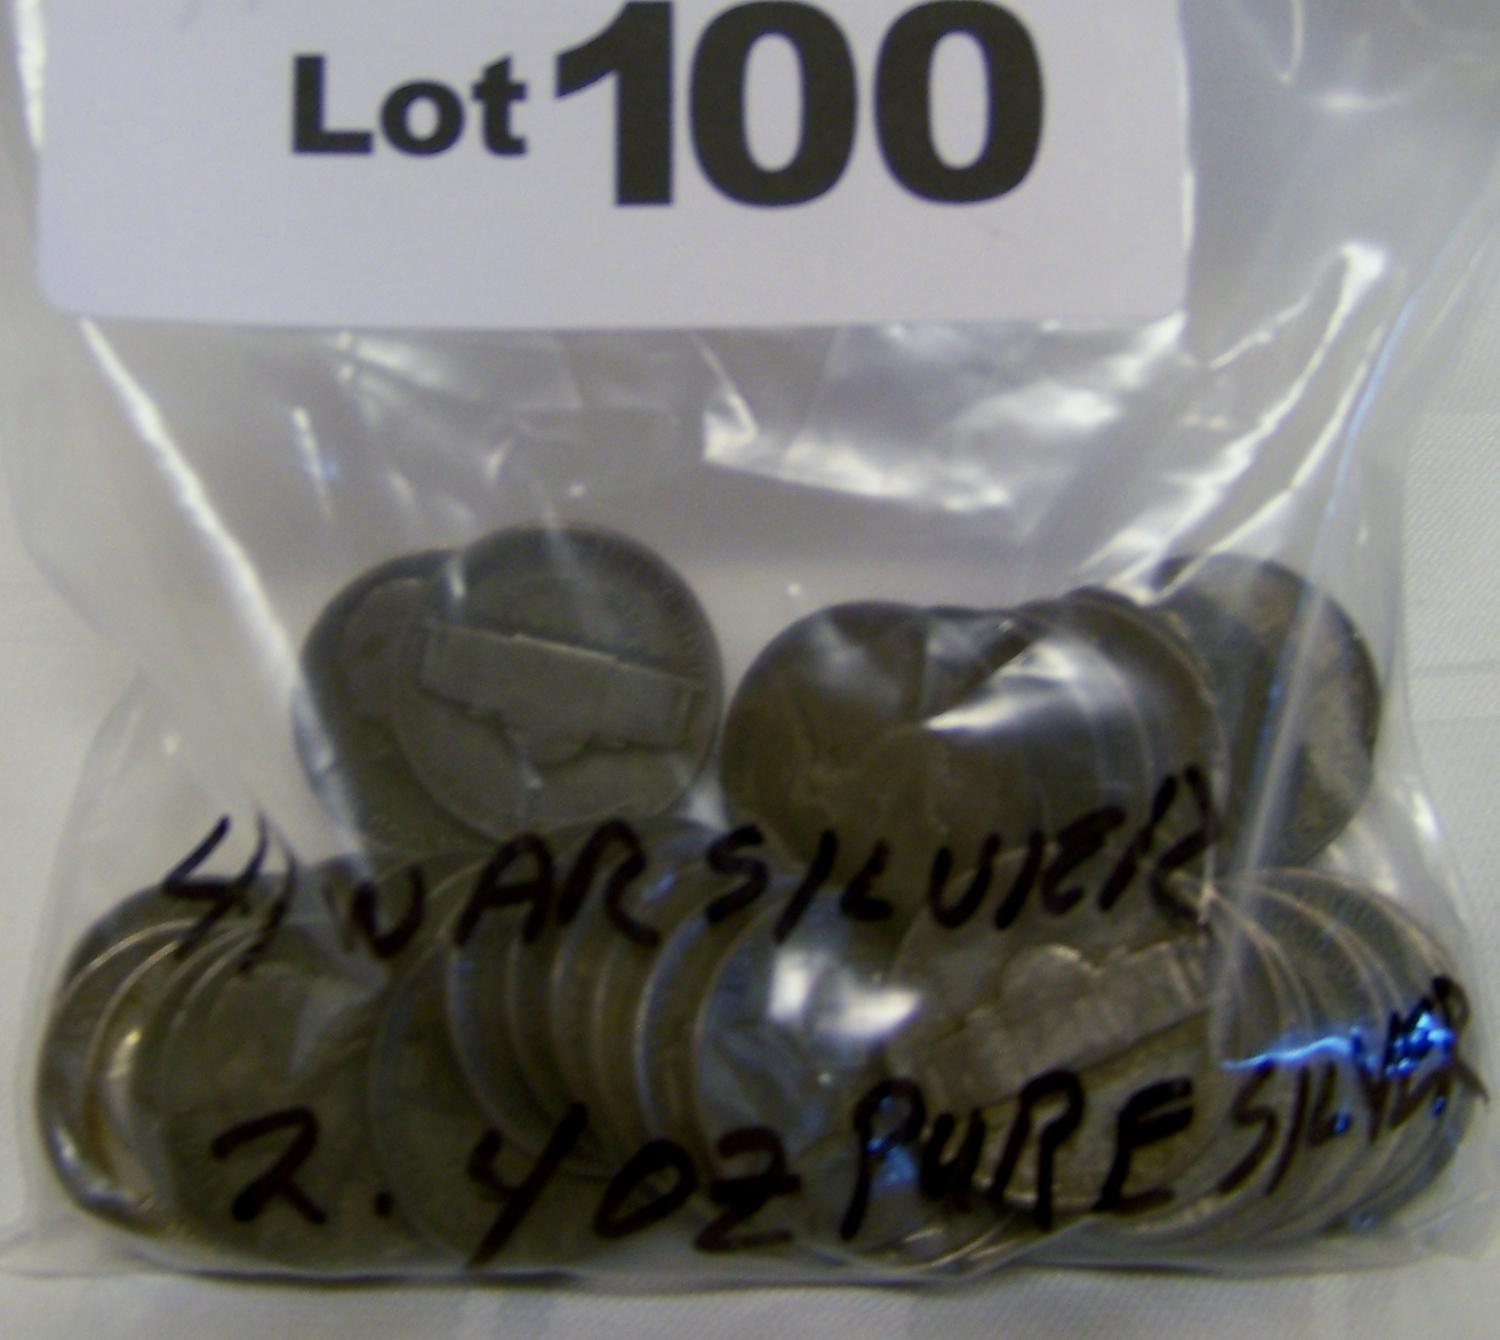 Lot 100
41 WAR SILVER
2.4 OZ PURE SILVER